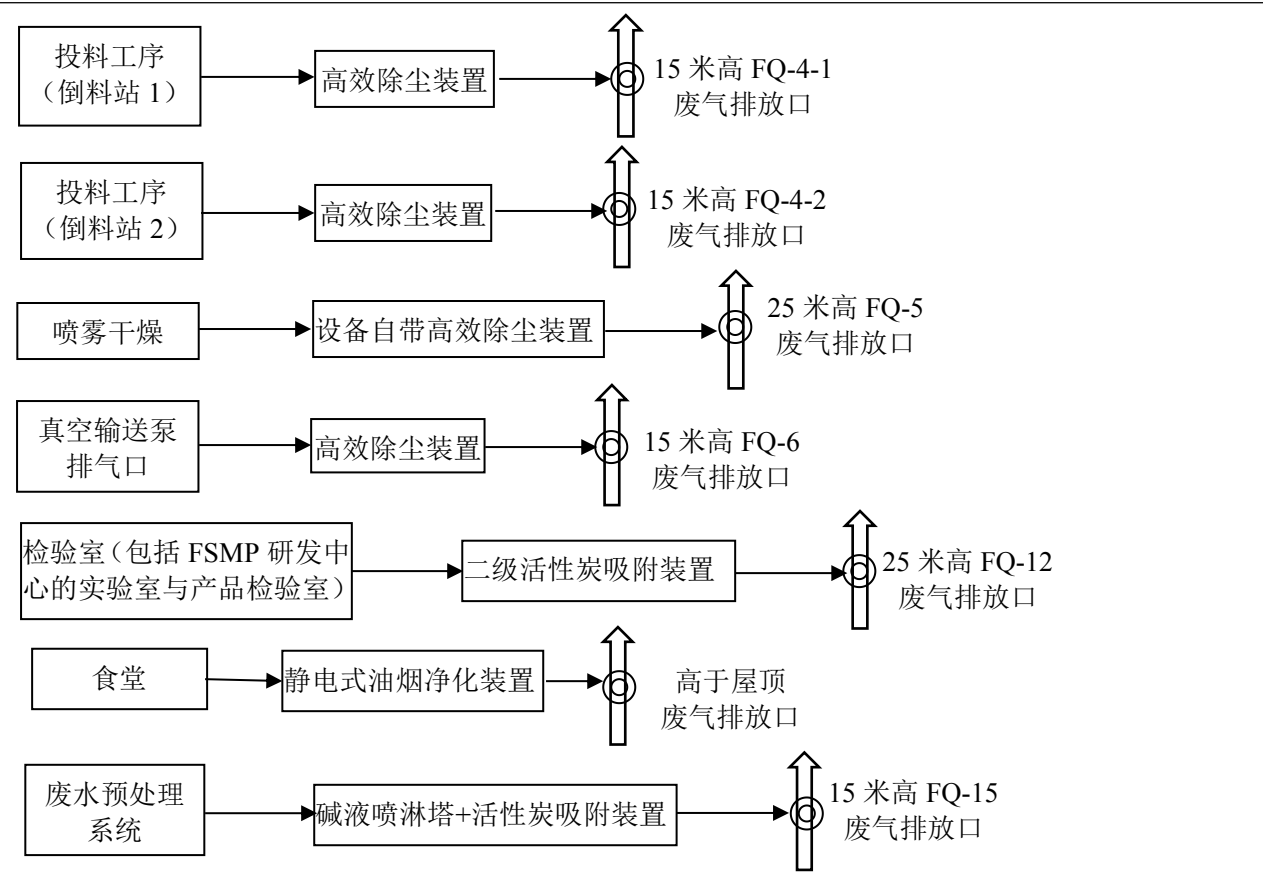 投料工序
（倒料站 1）
高效除尘装置
15 米高 FQ-4-1
废气排放口
投料工序
（倒料站 2）
高效除尘装置
15 米高 FQ-4-2
废气排放口
喷雾干燥
设备自带高效除尘装置
25 米高 FQ-5
废气排放口
真空输送泵
排气口
高效除尘装置
15 米高 FQ-6
废气排放口
检验室（包括 FSMP 研发中
心的实验室与产品检验室）
二级活性炭吸附装置
25 米高 FQ-12
废气排放口
食堂
静电式油烟净化装置
高于屋顶
废气排放口
废水预处理
系统
碱液喷淋塔+活性炭吸附装置
15 米高 FQ-15
废气排放口